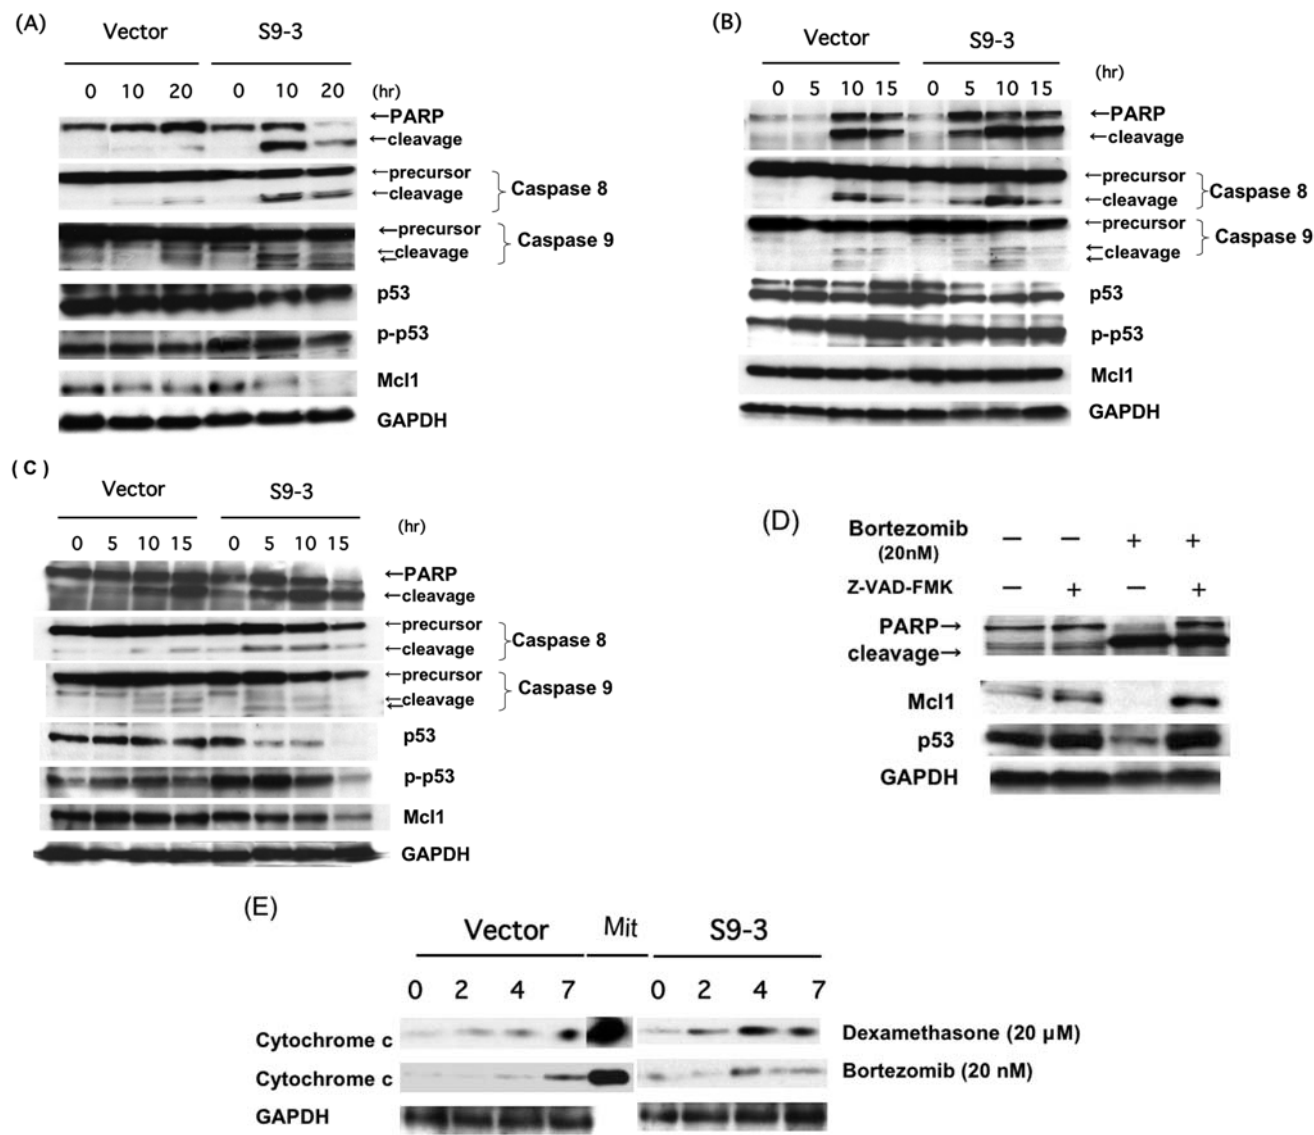 (A)
Vector S9-3
0 10 20 0 10 20 (hr)
←PARP
←cleavage
←precursor
←cleavage
Caspase 8
←precursor
←cleavage
Caspase 9
p53
p-p53
Mcl1
GAPDH
(B)
Vector S9-3
(hr)
0 5 10 15 0 5 10 15
←PARP
←cleavage
←precursor
←cleavage
Caspase 8
←precursor
←cleavage
Caspase 9
p53
p-p53
Mcl1
GAPDH
( C )
Vector S9-3
(hr)
0 5 10 15 0 5 10 15
←PARP
←cleavage
←precursor
←cleavage
Caspase 8
←precursor
←cleavage
Caspase 9
p53
p-p53
Mcl1
GAPDH
(D)
Bortezomib − − + +
(20nM)
Z-VAD-FMK − + − +
PARP→
cleavage→
Mcl1
p53
GAPDH
(E)
Vector Mit S9-3
0 2 4 7 0 2 4 7
Cytochrome c Dexamethasone (20 µM)
Cytochrome c Bortezomib (20 nM)
GAPDH